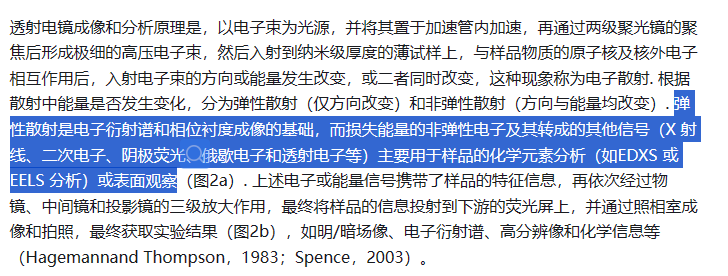 透射电镜成像和分析原理是，以电子束为光源，并将其置于加速管内加速，再通过两级聚光镜的聚
焦后形成极细的高压电子束，然后入射到纳米级厚度的薄试样上，与样品物质的原子核及核外电子
相互作用后，入射电子束的方向或能量发生改变，或二者同时改变，这种现象称为电子散射. 根据
散射中能量是否发生变化，分为弹性散射（仅方向改变）和非弹性散射（方向与能量均改变）. 弹
性散射是电子衍射谱和相位衬度成像的基础，而损失能量的非弹性电子及其转成的其他信号（X 射
线、二次电子、阴极荧光、俄歇电子和透射电子等）主要用于样品的化学元素分析（如EDXS 或
EELS 分析）或表面观察（图2a）. 上述电子或能量信号携带了样品的特征信息，再依次经过物
镜、中间镜和投影镜的三级放大作用，最终将样品的信息投射到下游的荧光屏上，并通过照相室成
像和拍照，最终获取实验结果（图2b），如明/暗场像、电子衍射谱、高分辨像和化学信息等
（Hagemannand Thompson，1983；Spence，2003）。